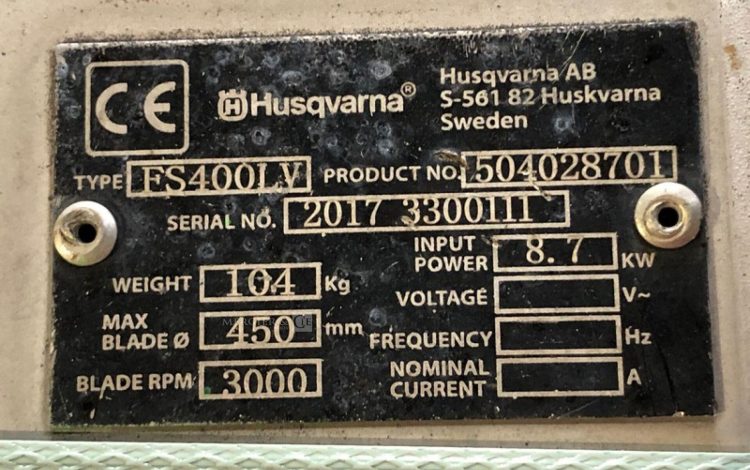 CE
Husqvarna®
Husqvarna AB
S-561 82 Huskvarna
Sweden
TYPE FS400LV PRODUCT NO. 504028701
SERIAL NO. 2017 3300111
INPUT POWER 8.7 KW
WEIGHT 104 Kg
VOLTAGE V~
MAX BLADE Ø 450 mm
FREQUENCY Hz
BLADE RPM 3000
NOMINAL CURRENT A